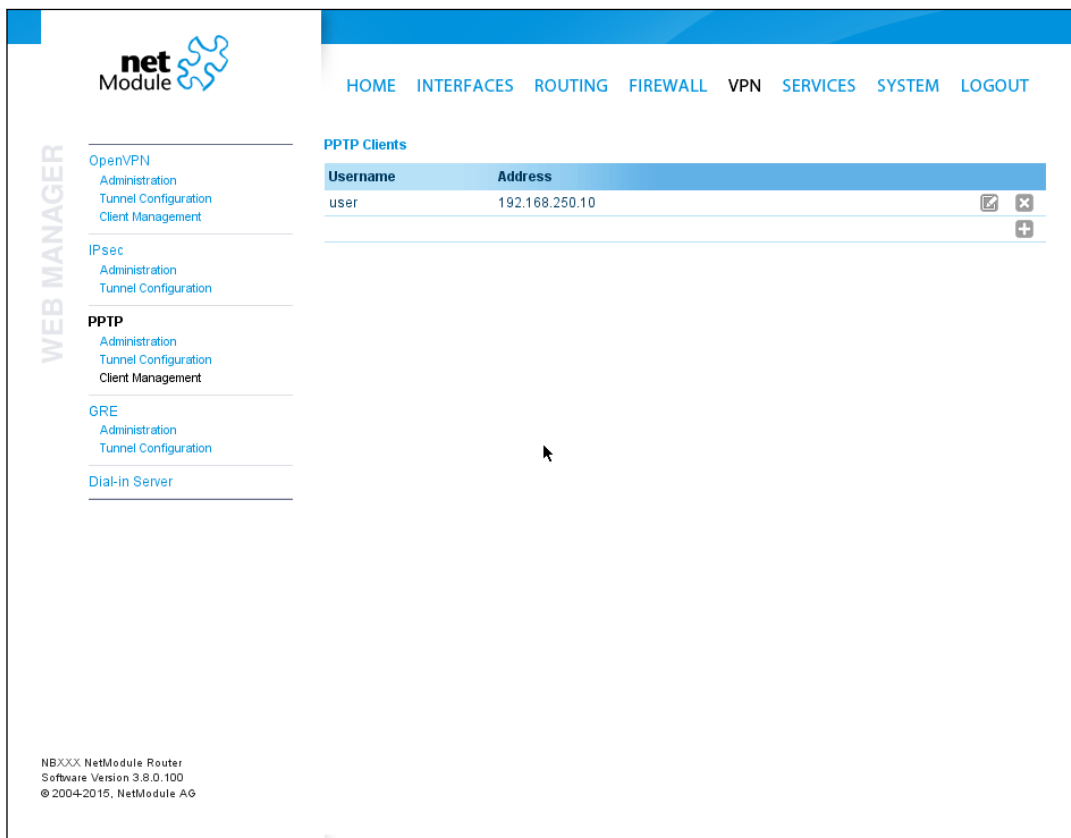 net
Module
HOME INTERFACES ROUTING FIREWALL VPN SERVICES SYSTEM LOGOUT
WEB MANAGER
OpenVPN
Administration
Tunnel Configuration
Client Management
IPsec
Administration
Tunnel Configuration
PPTP
Administration
Tunnel Configuration
Client Management
GRE
Administration
Tunnel Configuration
Dial-in Server
PPTP Clients
Username Address
user 192.168.250.10
NBXXX NetModule Router
Software Version 3.8.0.100
© 2004-2015, NetModule AG